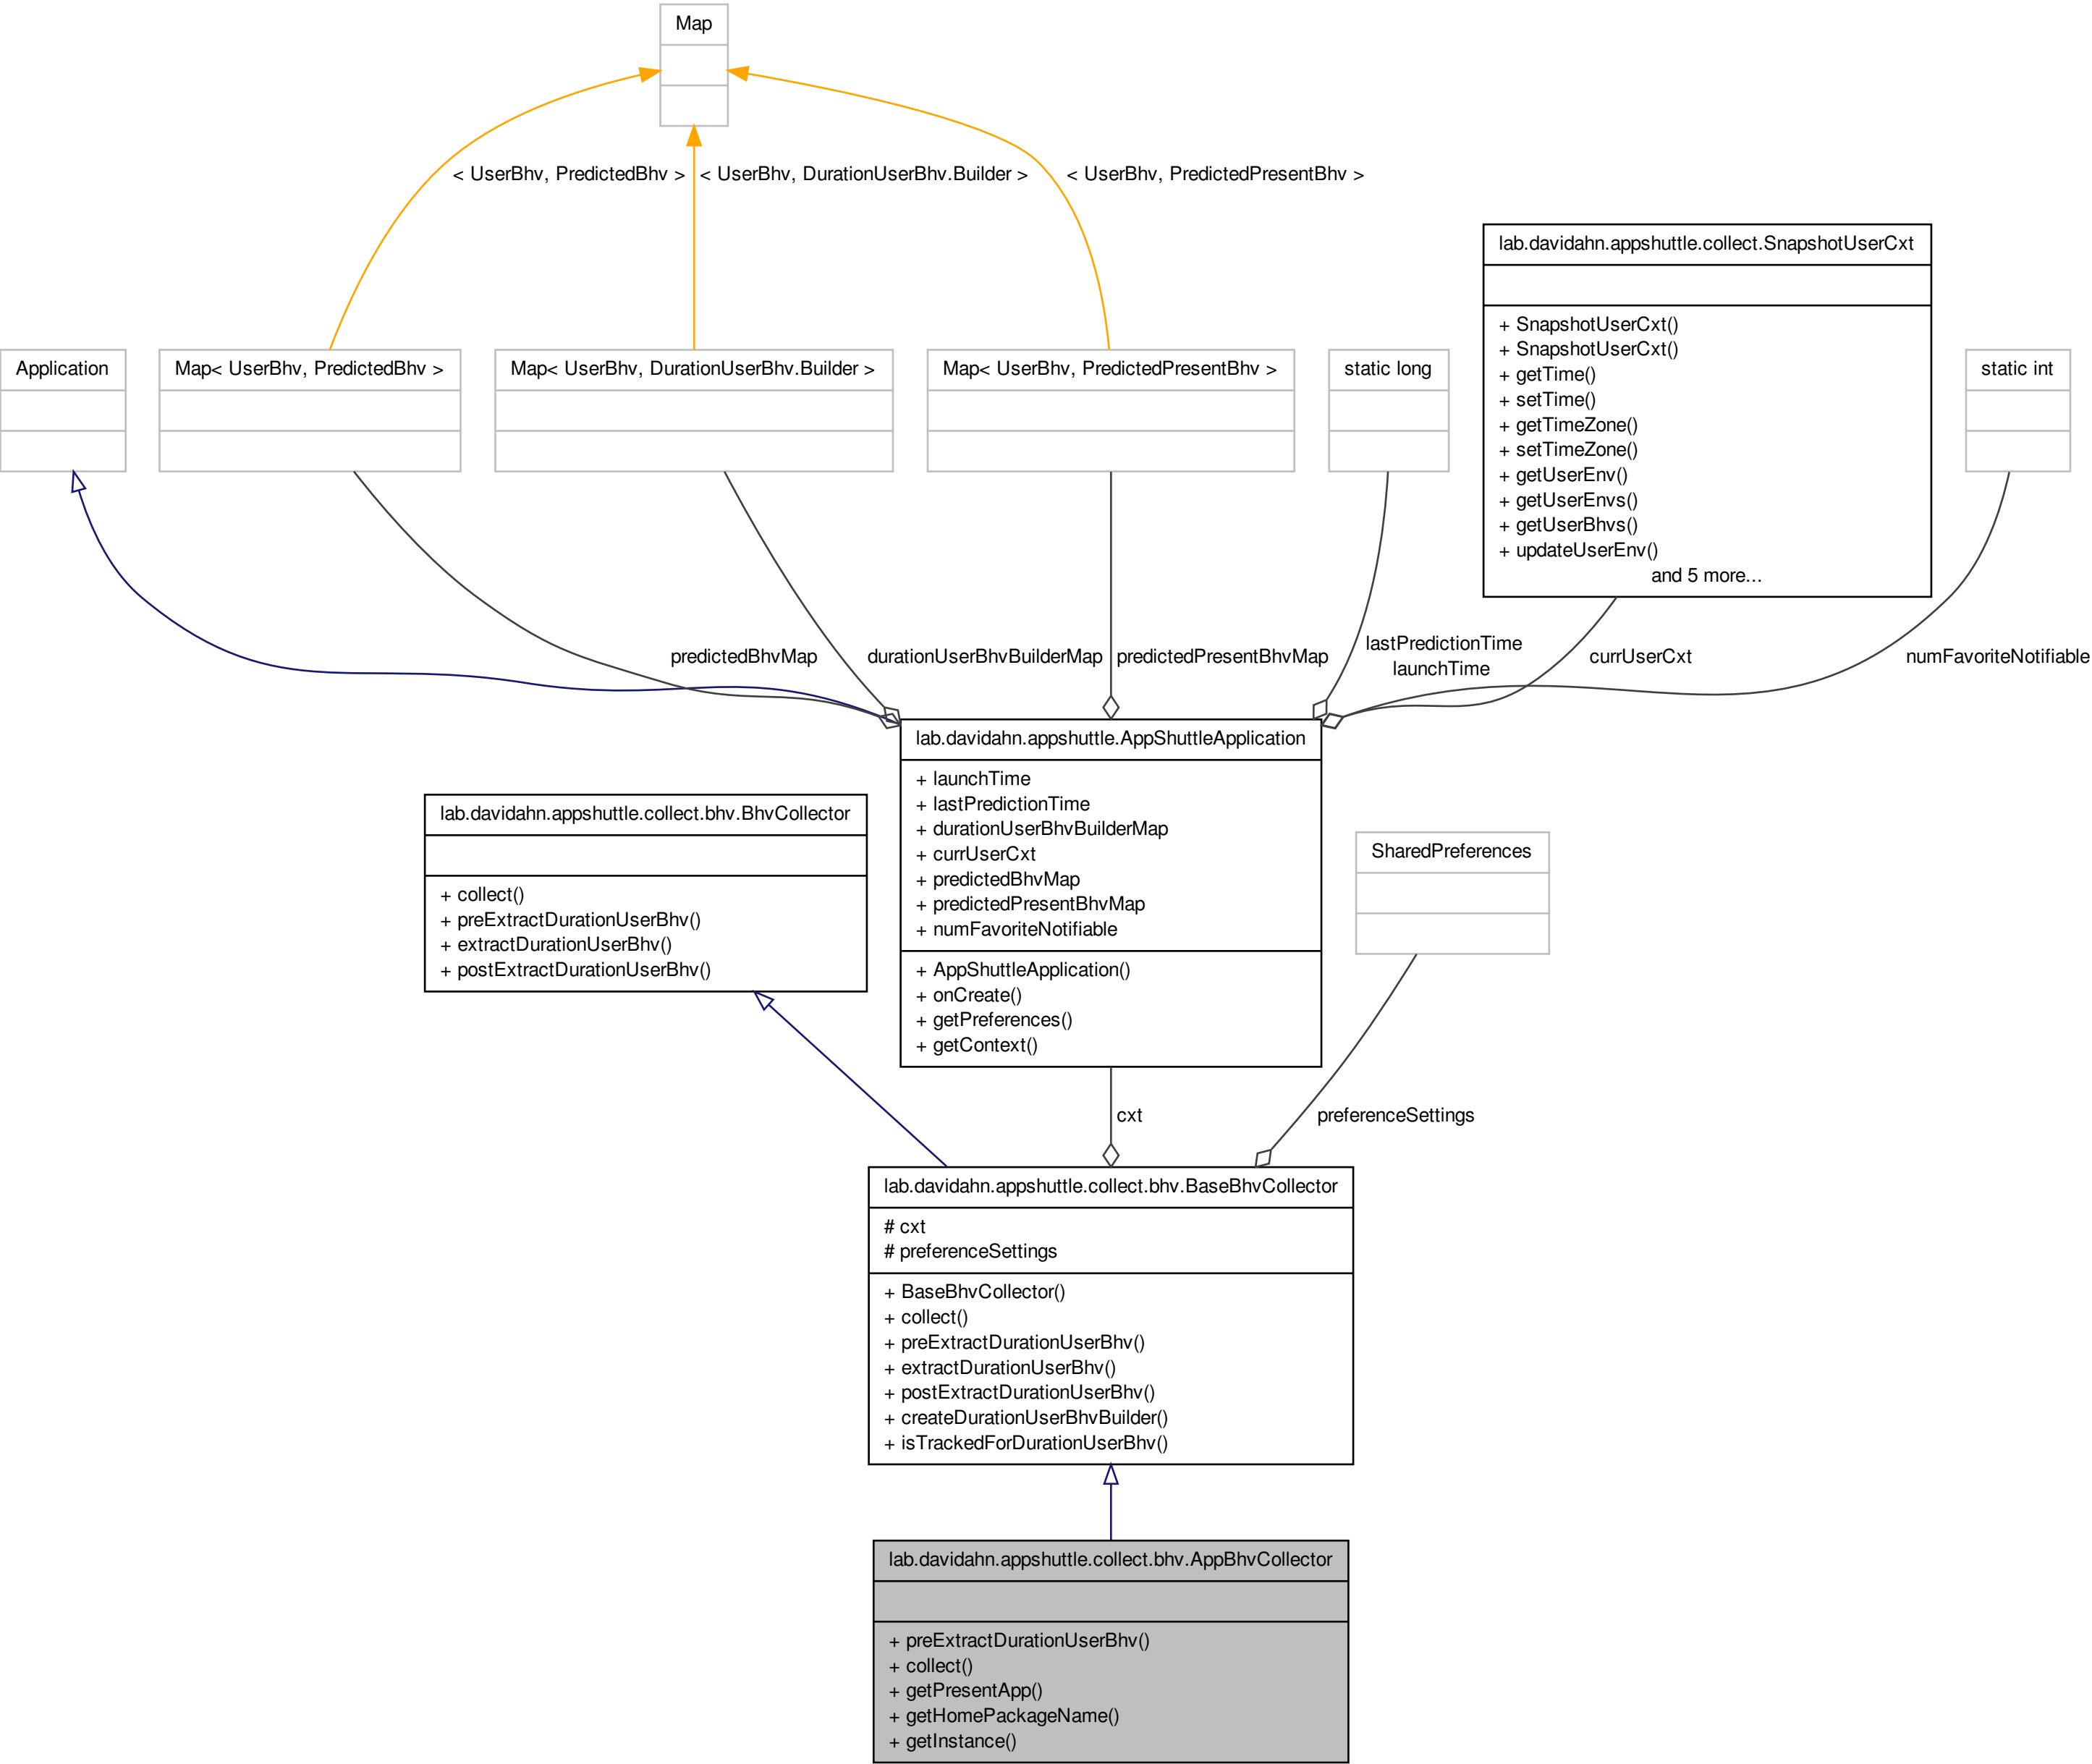 Map
< UserBhv, PredictedBhv >
< UserBhv, DurationUserBhv.Builder >
< UserBhv, PredictedPresentBhv >
lab.davidahn.appshuttle.collect.SnapshotUserCxt
+ SnapshotUserCxt()
+ SnapshotUserCxt()
+ getTime()
+ setTime()
+ getTimeZone()
+ setTimeZone()
+ getUserEnv()
+ getUserEnvs()
+ getUserBhvs()
+ updateUserEnv()
and 5 more...
Application
Map< UserBhv, PredictedBhv >
Map< UserBhv, DurationUserBhv.Builder >
Map< UserBhv, PredictedPresentBhv >
static long
static int
predictedBhvMap
durationUserBhvBuilderMap
predictedPresentBhvMap
lastPredictionTime
launchTime
currUserCxt
numFavoriteNotifiable
lab.davidahn.appshuttle.AppShuttleApplication
+ launchTime
+ lastPredictionTime
+ durationUserBhvBuilderMap
+ currUserCxt
+ predictedBhvMap
+ predictedPresentBhvMap
+ numFavoriteNotifiable
+ AppShuttleApplication()
+ onCreate()
+ getPreferences()
+ getContext()
lab.davidahn.appshuttle.collect.bhv.BhvCollector
+ collect()
+ preExtractDurationUserBhv()
+ extractDurationUserBhv()
+ postExtractDurationUserBhv()
SharedPreferences
cxt
preferenceSettings
lab.davidahn.appshuttle.collect.bhv.BaseBhvCollector
# cxt
# preferenceSettings
+ BaseBhvCollector()
+ collect()
+ preExtractDurationUserBhv()
+ extractDurationUserBhv()
+ postExtractDurationUserBhv()
+ createDurationUserBhvBuilder()
+ isTrackedForDurationUserBhv()
lab.davidahn.appshuttle.collect.bhv.AppBhvCollector
+ preExtractDurationUserBhv()
+ collect()
+ getPresentApp()
+ getHomePackageName()
+ getInstance()